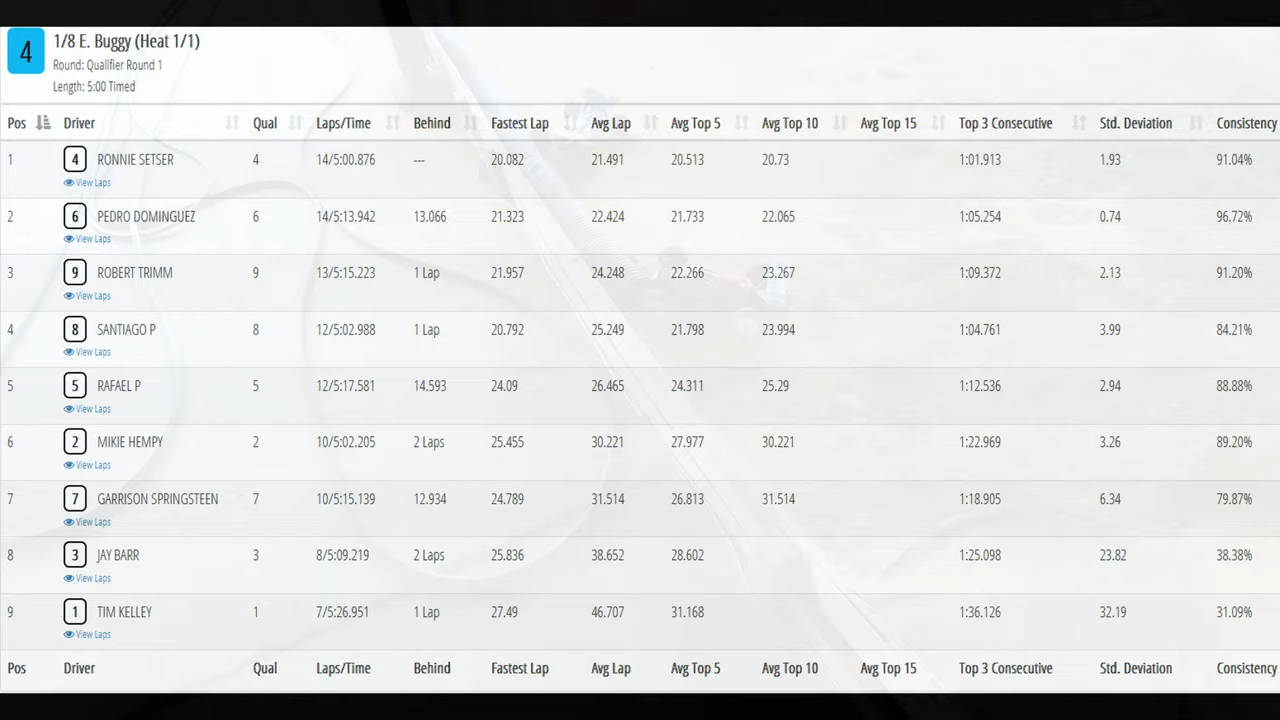 4
1/8 E. Buggy (Heat 1/1)
Round: Qualifier Round 1
Length: 5:00 Timed
Pos Driver Qual Laps/Time Behind Fastest Lap Avg Lap Avg Top 5 Avg Top 10 Avg Top 15 Top 3 Consecutive Std. Deviation Consistency
1 4 RONNIE SETSER 4 14/5:00.876 --- 20.082 21.491 20.513 20.73 1:01.913 1.93 91.04%
View Laps
2 6 PEDRO DOMINGUEZ 6 14/5:13.942 13.066 21.323 22.424 21.733 22.065 1:05.254 0.74 96.72%
View Laps
3 9 ROBERT TRIMM 9 13/5:15.223 1 Lap 21.957 24.248 22.266 23.267 1:09.372 2.13 91.20%
View Laps
4 8 SANTIAGO P 8 12/5:02.988 1 Lap 20.792 25.249 21.798 23.994 1:04.761 3.99 84.21%
View Laps
5 5 RAFAEL P 5 12/5:17.581 14.593 24.09 26.465 24.311 25.29 1:12.536 2.94 88.88%
View Laps
6 2 MIKIE HEMPY 2 10/5:02.205 2 Laps 25.455 30.221 27.977 30.221 1:22.969 3.26 89.20%
View Laps
7 7 GARRISON SPRINGSTEEN 7 10/5:15.139 12.934 24.789 31.514 26.813 31.514 1:18.905 6.34 79.87%
View Laps
8 3 JAY BARR 3 8/5:09.219 2 Laps 25.836 38.652 28.602 1:25.098 23.82 38.38%
View Laps
9 1 TIM KELLEY 1 7/5:26.951 1 Lap 27.49 46.707 31.168 1:36.126 32.19 31.09%
View Laps
Pos Driver Qual Laps/Time Behind Fastest Lap Avg Lap Avg Top 5 Avg Top 10 Avg Top 15 Top 3 Consecutive Std. Deviation Consistency